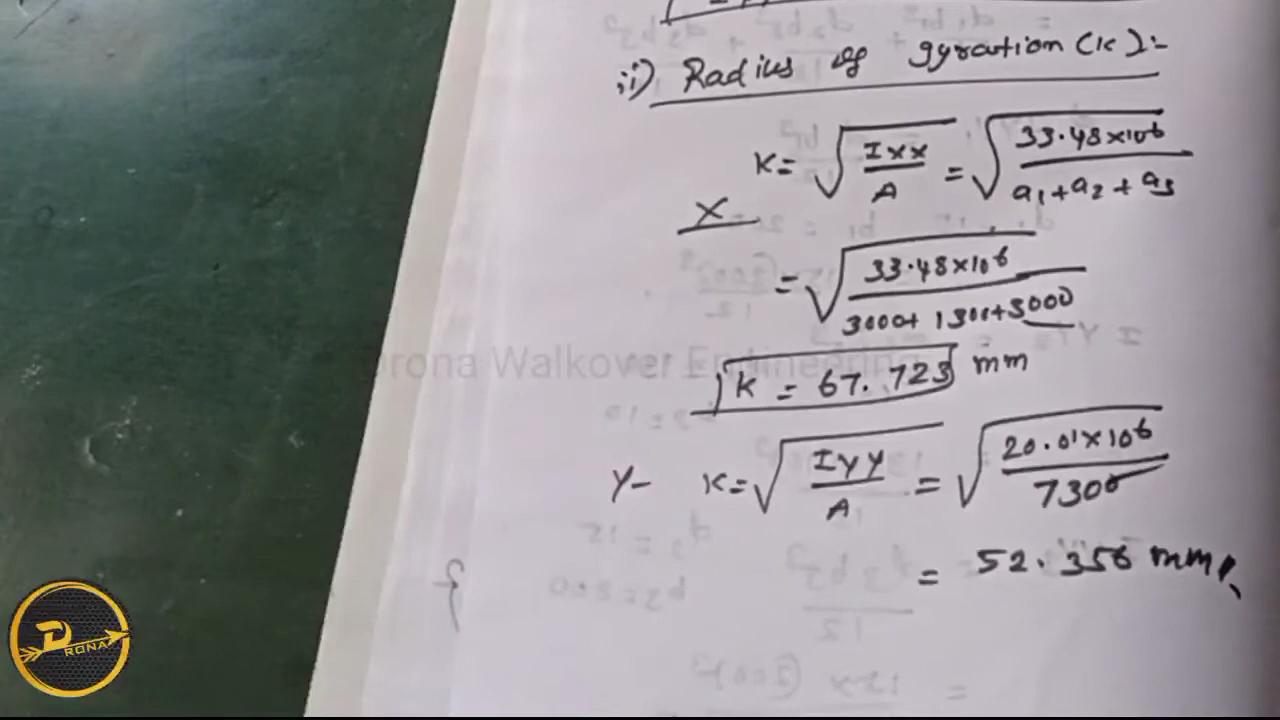 ii) Radius of gyration (K) :-
K = √(Ixx / A) = √(33.48×10⁶ / a₁+a₂+a₃)
X
= √(33.48×10⁶ / 3000+1300+3000)
K = 67.723 mm
Drona Walkover Engineering
Y- K = √(Iyy / A) = √(20.01×10⁶ / 7300)
= 52.356 mm
DRONA